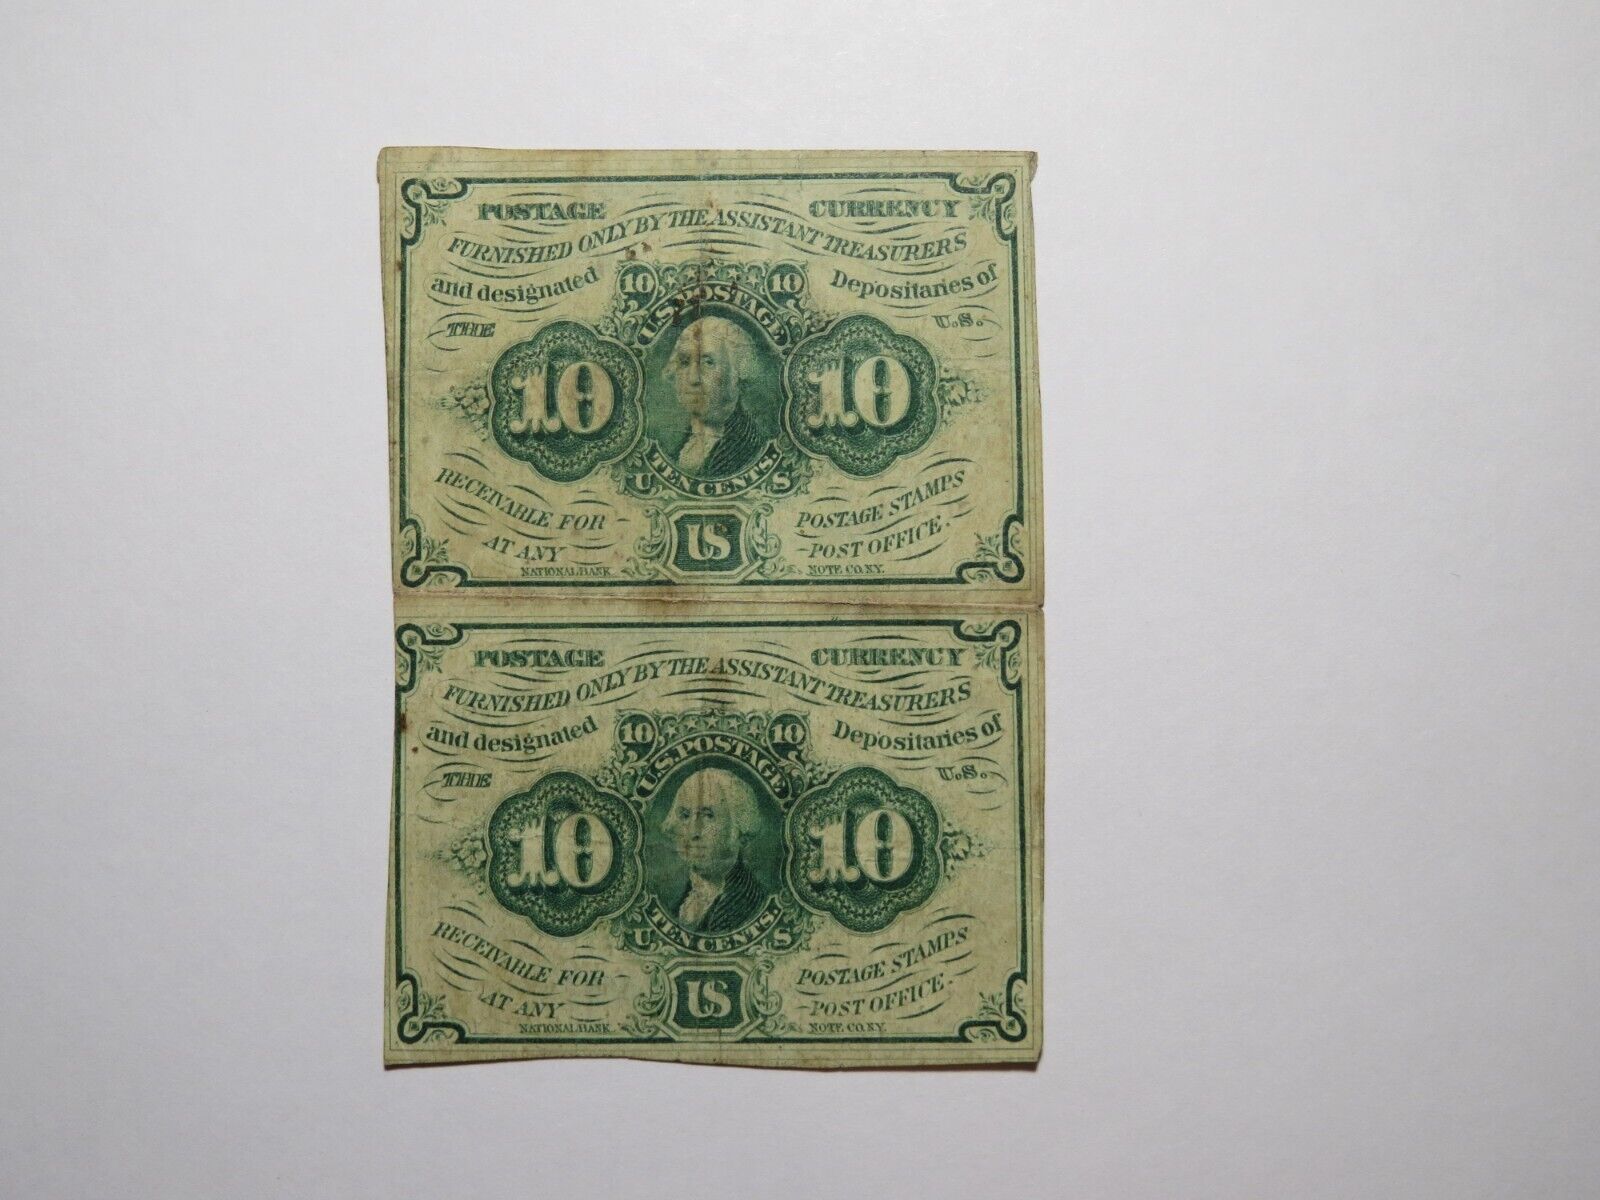 POSTAGE CURRENCY
FURNISHED ONLY BY THE ASSISTANT TREASURERS
and designated Depositaries of
THE U.S.
10 10
U.S. POSTAGE
10 10
TEN CENTS.
U S
RECEIVABLE FOR POSTAGE STAMPS
AT ANY POST OFFICE.
US
NATIONAL BANK NOTE CO. N.Y.
POSTAGE CURRENCY
FURNISHED ONLY BY THE ASSISTANT TREASURERS
and designated Depositaries of
THE U.S.
10 10
U.S. POSTAGE
10 10
TEN CENTS.
U S
RECEIVABLE FOR POSTAGE STAMPS
AT ANY POST OFFICE.
US
NATIONAL BANK NOTE CO. N.Y.